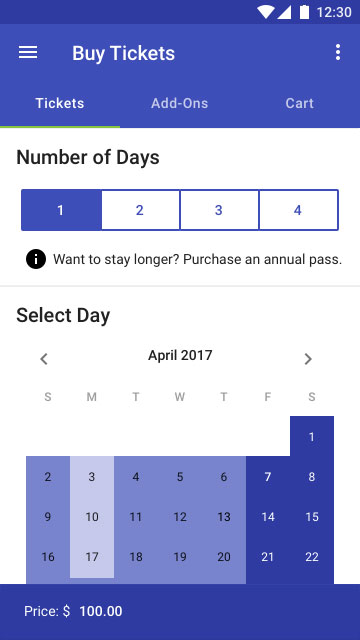 12:30
Buy Tickets
Tickets Add-Ons Cart
Number of Days
1 2 3 4
Want to stay longer? Purchase an annual pass.
Select Day
April 2017
S M T W T F S
1
2 3 4 5 6 7 8
9 10 11 12 13 14 15
16 17 18 19 20 21 22
Price: $ 100.00